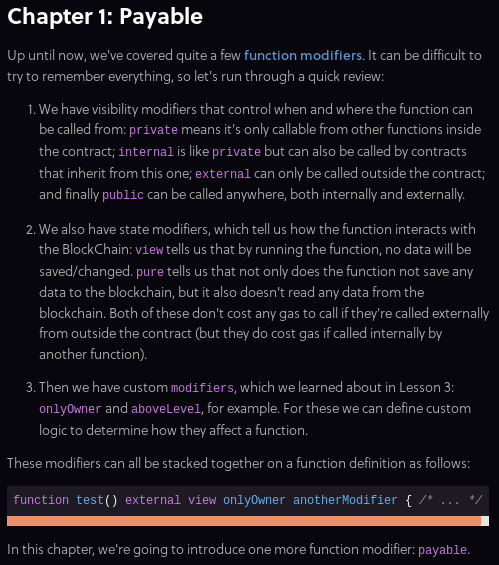 Chapter 1: Payable
Up until now, we've covered quite a few function modifiers. It can be difficult to
try to remember everything, so let's run through a quick review:
1. We have visibility modifiers that control when and where the function can
be called from: private means it's only callable from other functions inside
the contract; internal is like private but can also be called by contracts
that inherit from this one; external can only be called outside the contract;
and finally public can be called anywhere, both internally and externally.
2. We also have state modifiers, which tell us how the function interacts with
the BlockChain: view tells us that by running the function, no data will be
saved/changed. pure tells us that not only does the function not save any
data to the blockchain, but it also doesn't read any data from the
blockchain. Both of these don't cost any gas to call if they're called externally
from outside the contract (but they do cost gas if called internally by
another function).
3. Then we have custom modifiers, which we learned about in Lesson 3:
onlyOwner and aboveLevel, for example. For these we can define custom
logic to determine how they affect a function.
These modifiers can all be stacked together on a function definition as follows:
function test() external view onlyOwner anotherModifier { /* ... */
In this chapter, we're going to introduce one more function modifier: payable.